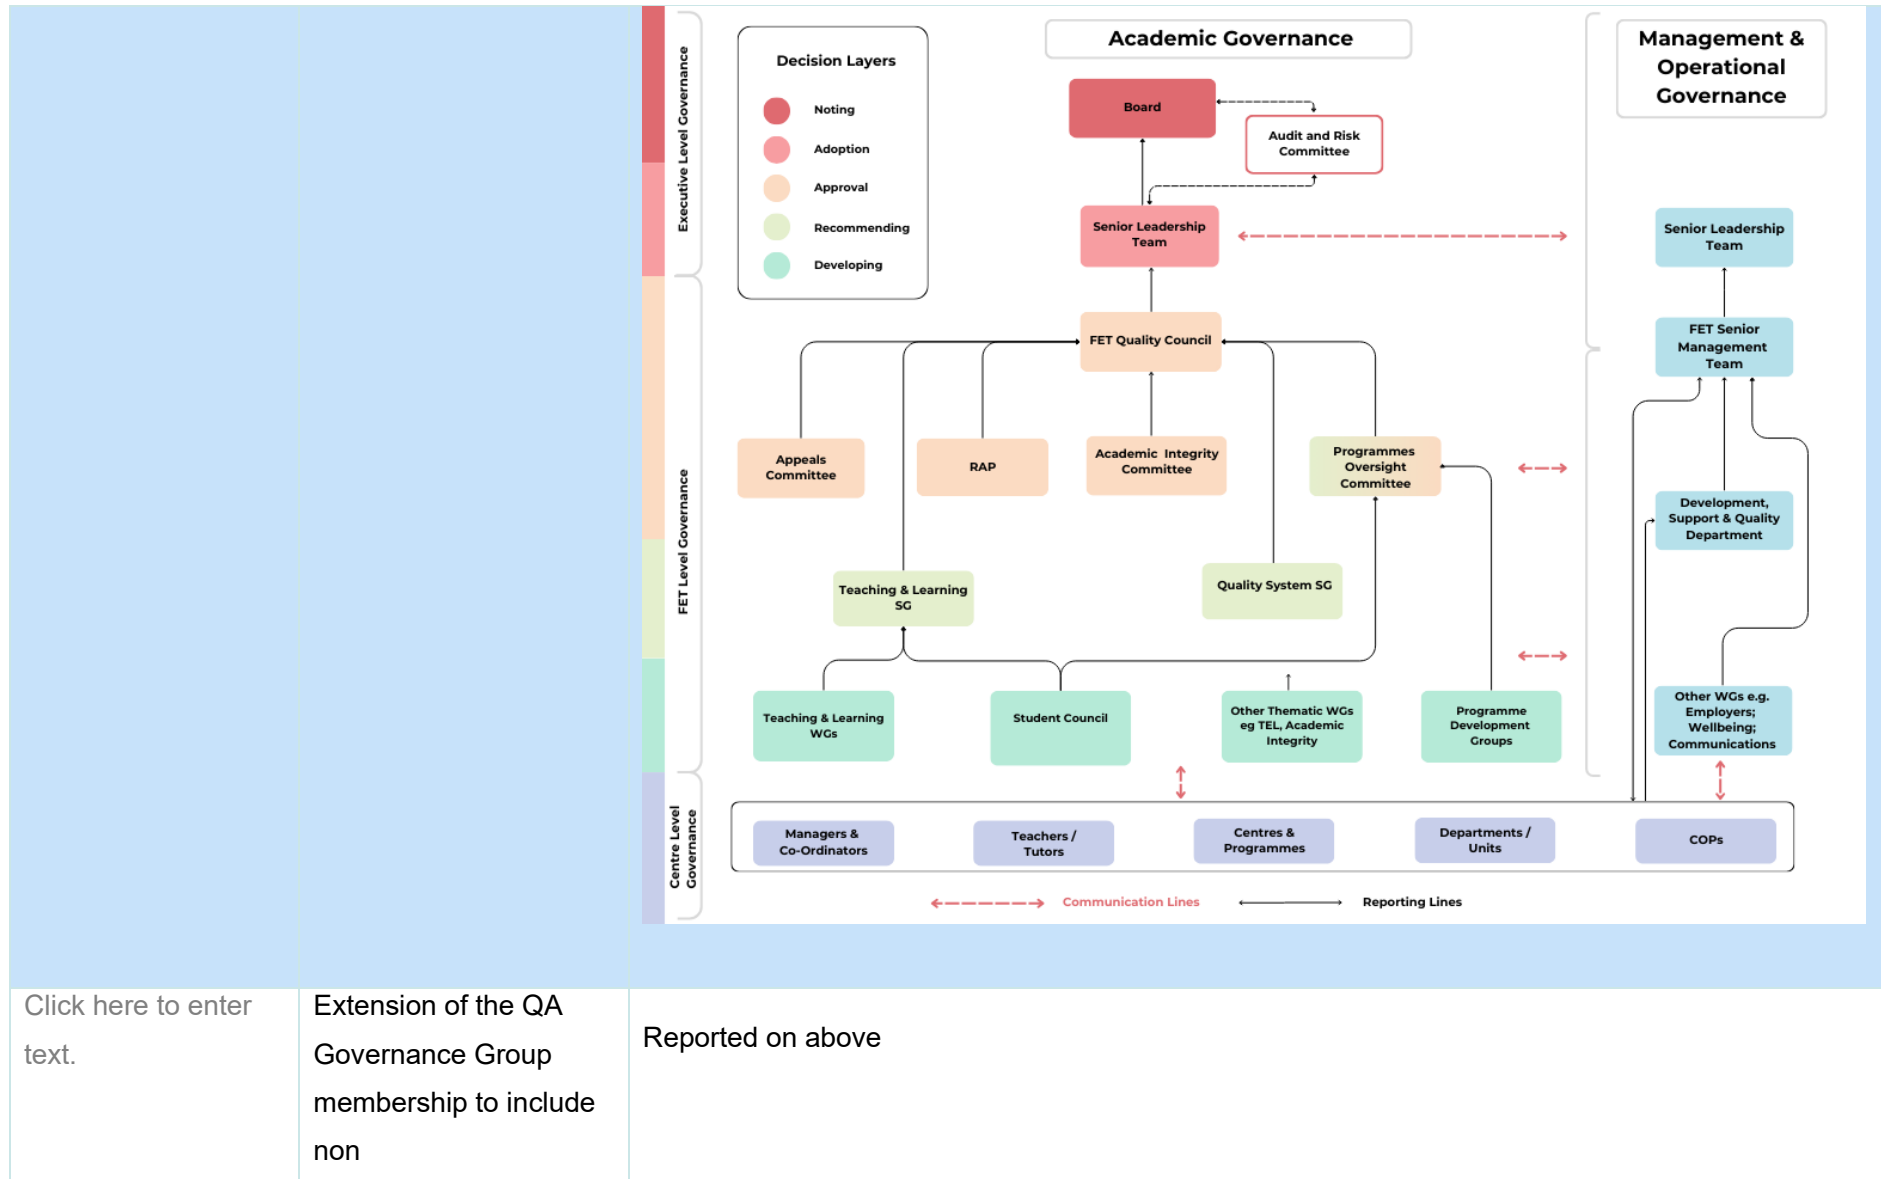 Academic Governance
Management &
Operational
Governance
Decision Layers
Noting
Adoption
Approval
Recommending
Developing
Executive Level Governance
FET Level Governance
Centre Level
Governance
Board
Audit and Risk
Committee
Senior Leadership
Team
Senior Leadership
Team
FET Quality Council
FET Senior
Management
Team
Appeals
Committee
RAP
Academic Integrity
Committee
Programmes
Oversight
Committee
Development,
Support & Quality
Department
Teaching & Learning
SG
Quality System SG
Teaching & Learning
WGs
Student Council
Other Thematic WGs
eg TEL, Academic
Integrity
Programme
Development
Groups
Other WGs e.g.
Employers;
Wellbeing;
Communications
Managers &
Co-Ordinators
Teachers /
Tutors
Centres &
Programmes
Departments /
Units
COPs
Communication Lines
Reporting Lines
Click here to enter
text.
Extension of the QA
Governance Group
membership to include
non
Reported on above